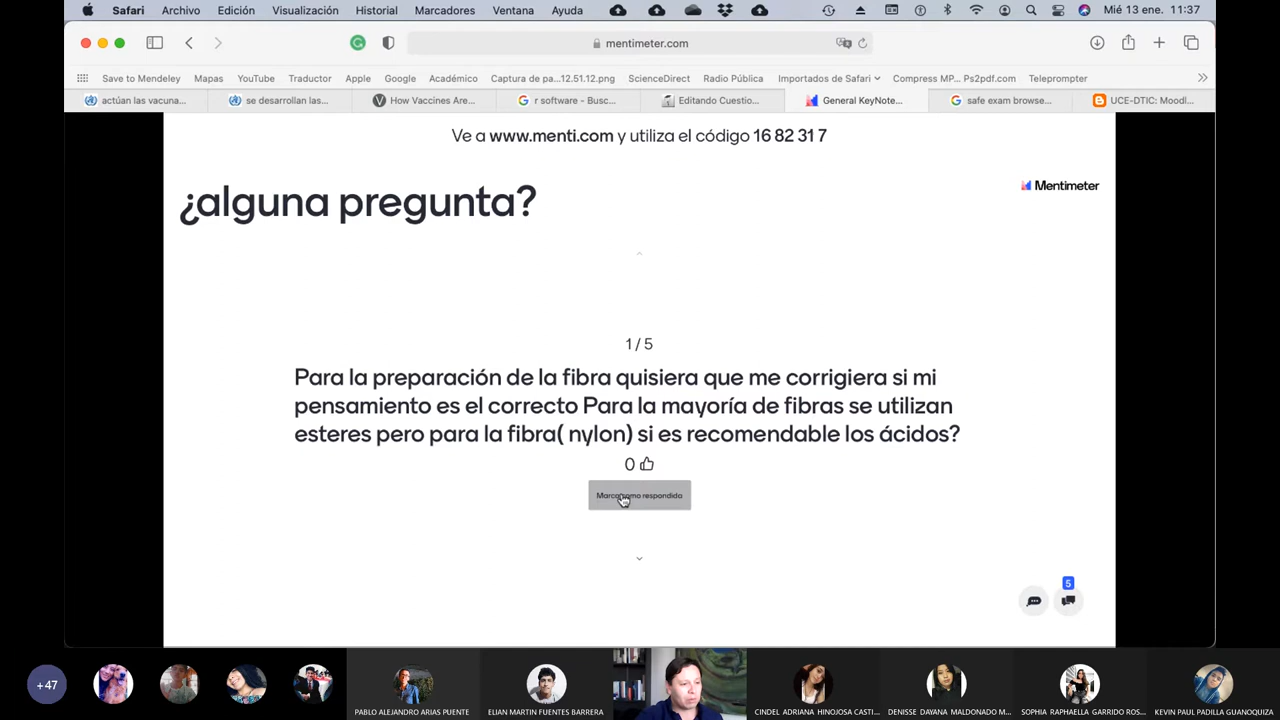 Safari Archivo Edición Visualización Historial Marcadores Ventana Ayuda Mié 13 ene. 11:37
mentimeter.com
Save to Mendeley Mapas YouTube Traductor Apple Google Académico Captura de pa...12.51.12.png ScienceDirect Radio Pública Importados de Safari Compress MP... Ps2pdf.com Teleprompter
actúan las vacuna... se desarrollan las... How Vaccines Are... r software - Busc... Editando Cuestio... General KeyNote... safe exam browse... UCE-DTIC: Moodl...
Ve a www.menti.com y utiliza el código 16 82 31 7
Mentimeter
¿alguna pregunta?
1 / 5
Para la preparación de la fibra quisiera que me corrigiera si mi
pensamiento es el correcto Para la mayoría de fibras se utilizan
esteres pero para la fibra( nylon) si es recomendable los ácidos?
0
Marcar como respondida
5
+47
PABLO ALEJANDRO ARIAS PUENTE
ELIAN MARTIN FUENTES BARRERA
CINDEL ADRIANA HINOJOSA CASTI...
DENISSE DAYANA MALDONADO M...
SOPHIA RAPHAELLA GARRIDO ROS...
KEVIN PAUL PADILLA GUANOQUIZA